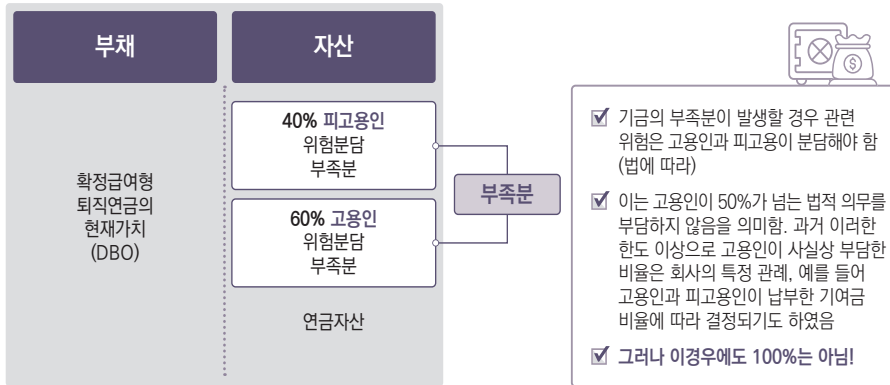 부채
자산
확정급여형
퇴직연금의
현재가치
(DBO)
40% 피고용인
위험분담
부족분
60% 고용인
위험분담
부족분
연금자산
부족분
$
기금의 부족분이 발생할 경우 관련
위험은 고용인과 피고용이 분담해야 함
(법에 따라)
이는 고용인이 50%가 넘는 법적 의무를
부담하지 않음을 의미함. 과거 이러한
한도 이상으로 고용인이 사실상 부담한
비율은 회사의 특정 관례, 예를 들어
고용인과 피고용인이 납부한 기여금
비율에 따라 결정되기도 하였음
그러나 이경우에도 100%는 아님!